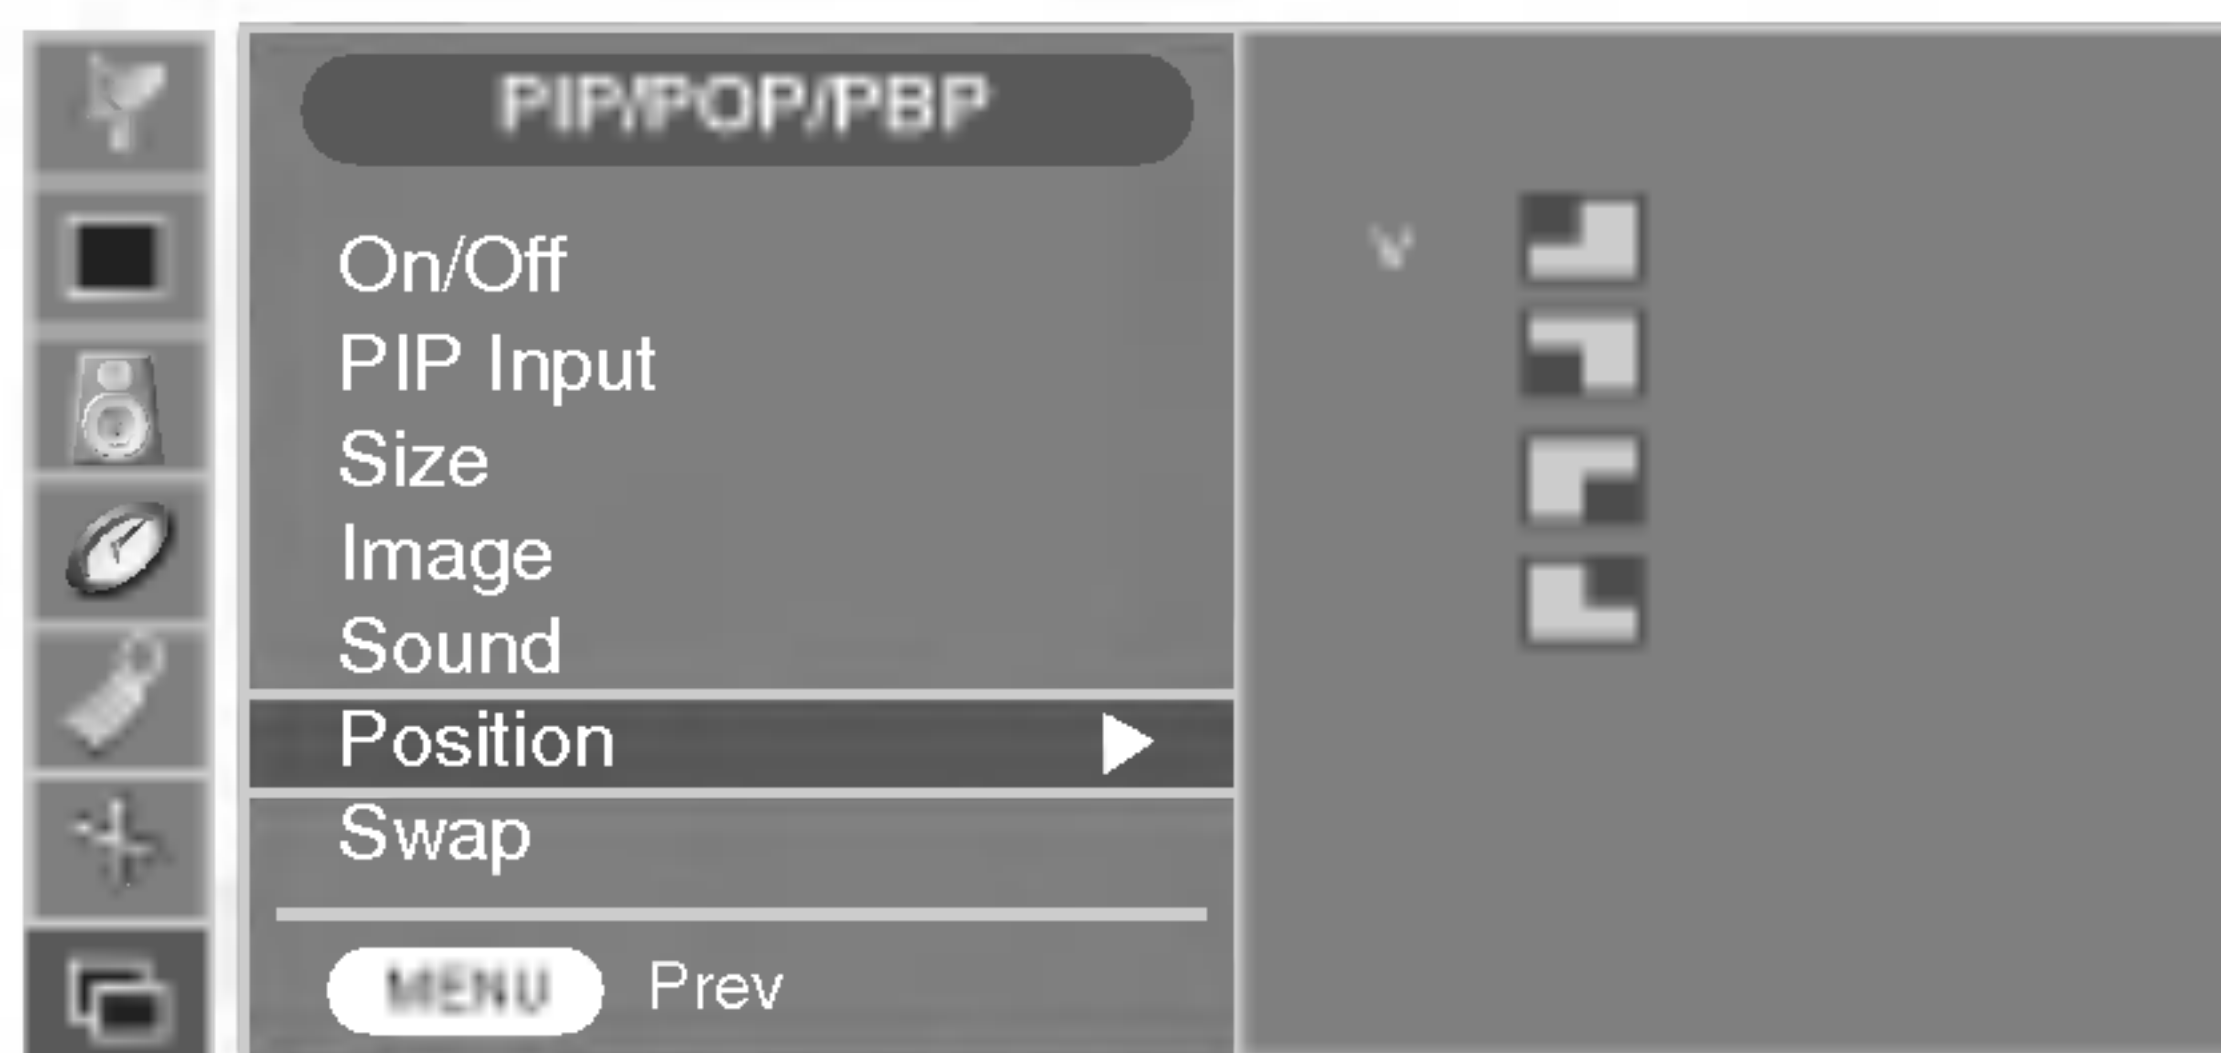 PIP/POP/PBP
On/Off
PIP Input
Size
Image
Sound
Position
Swap
MENU Prev